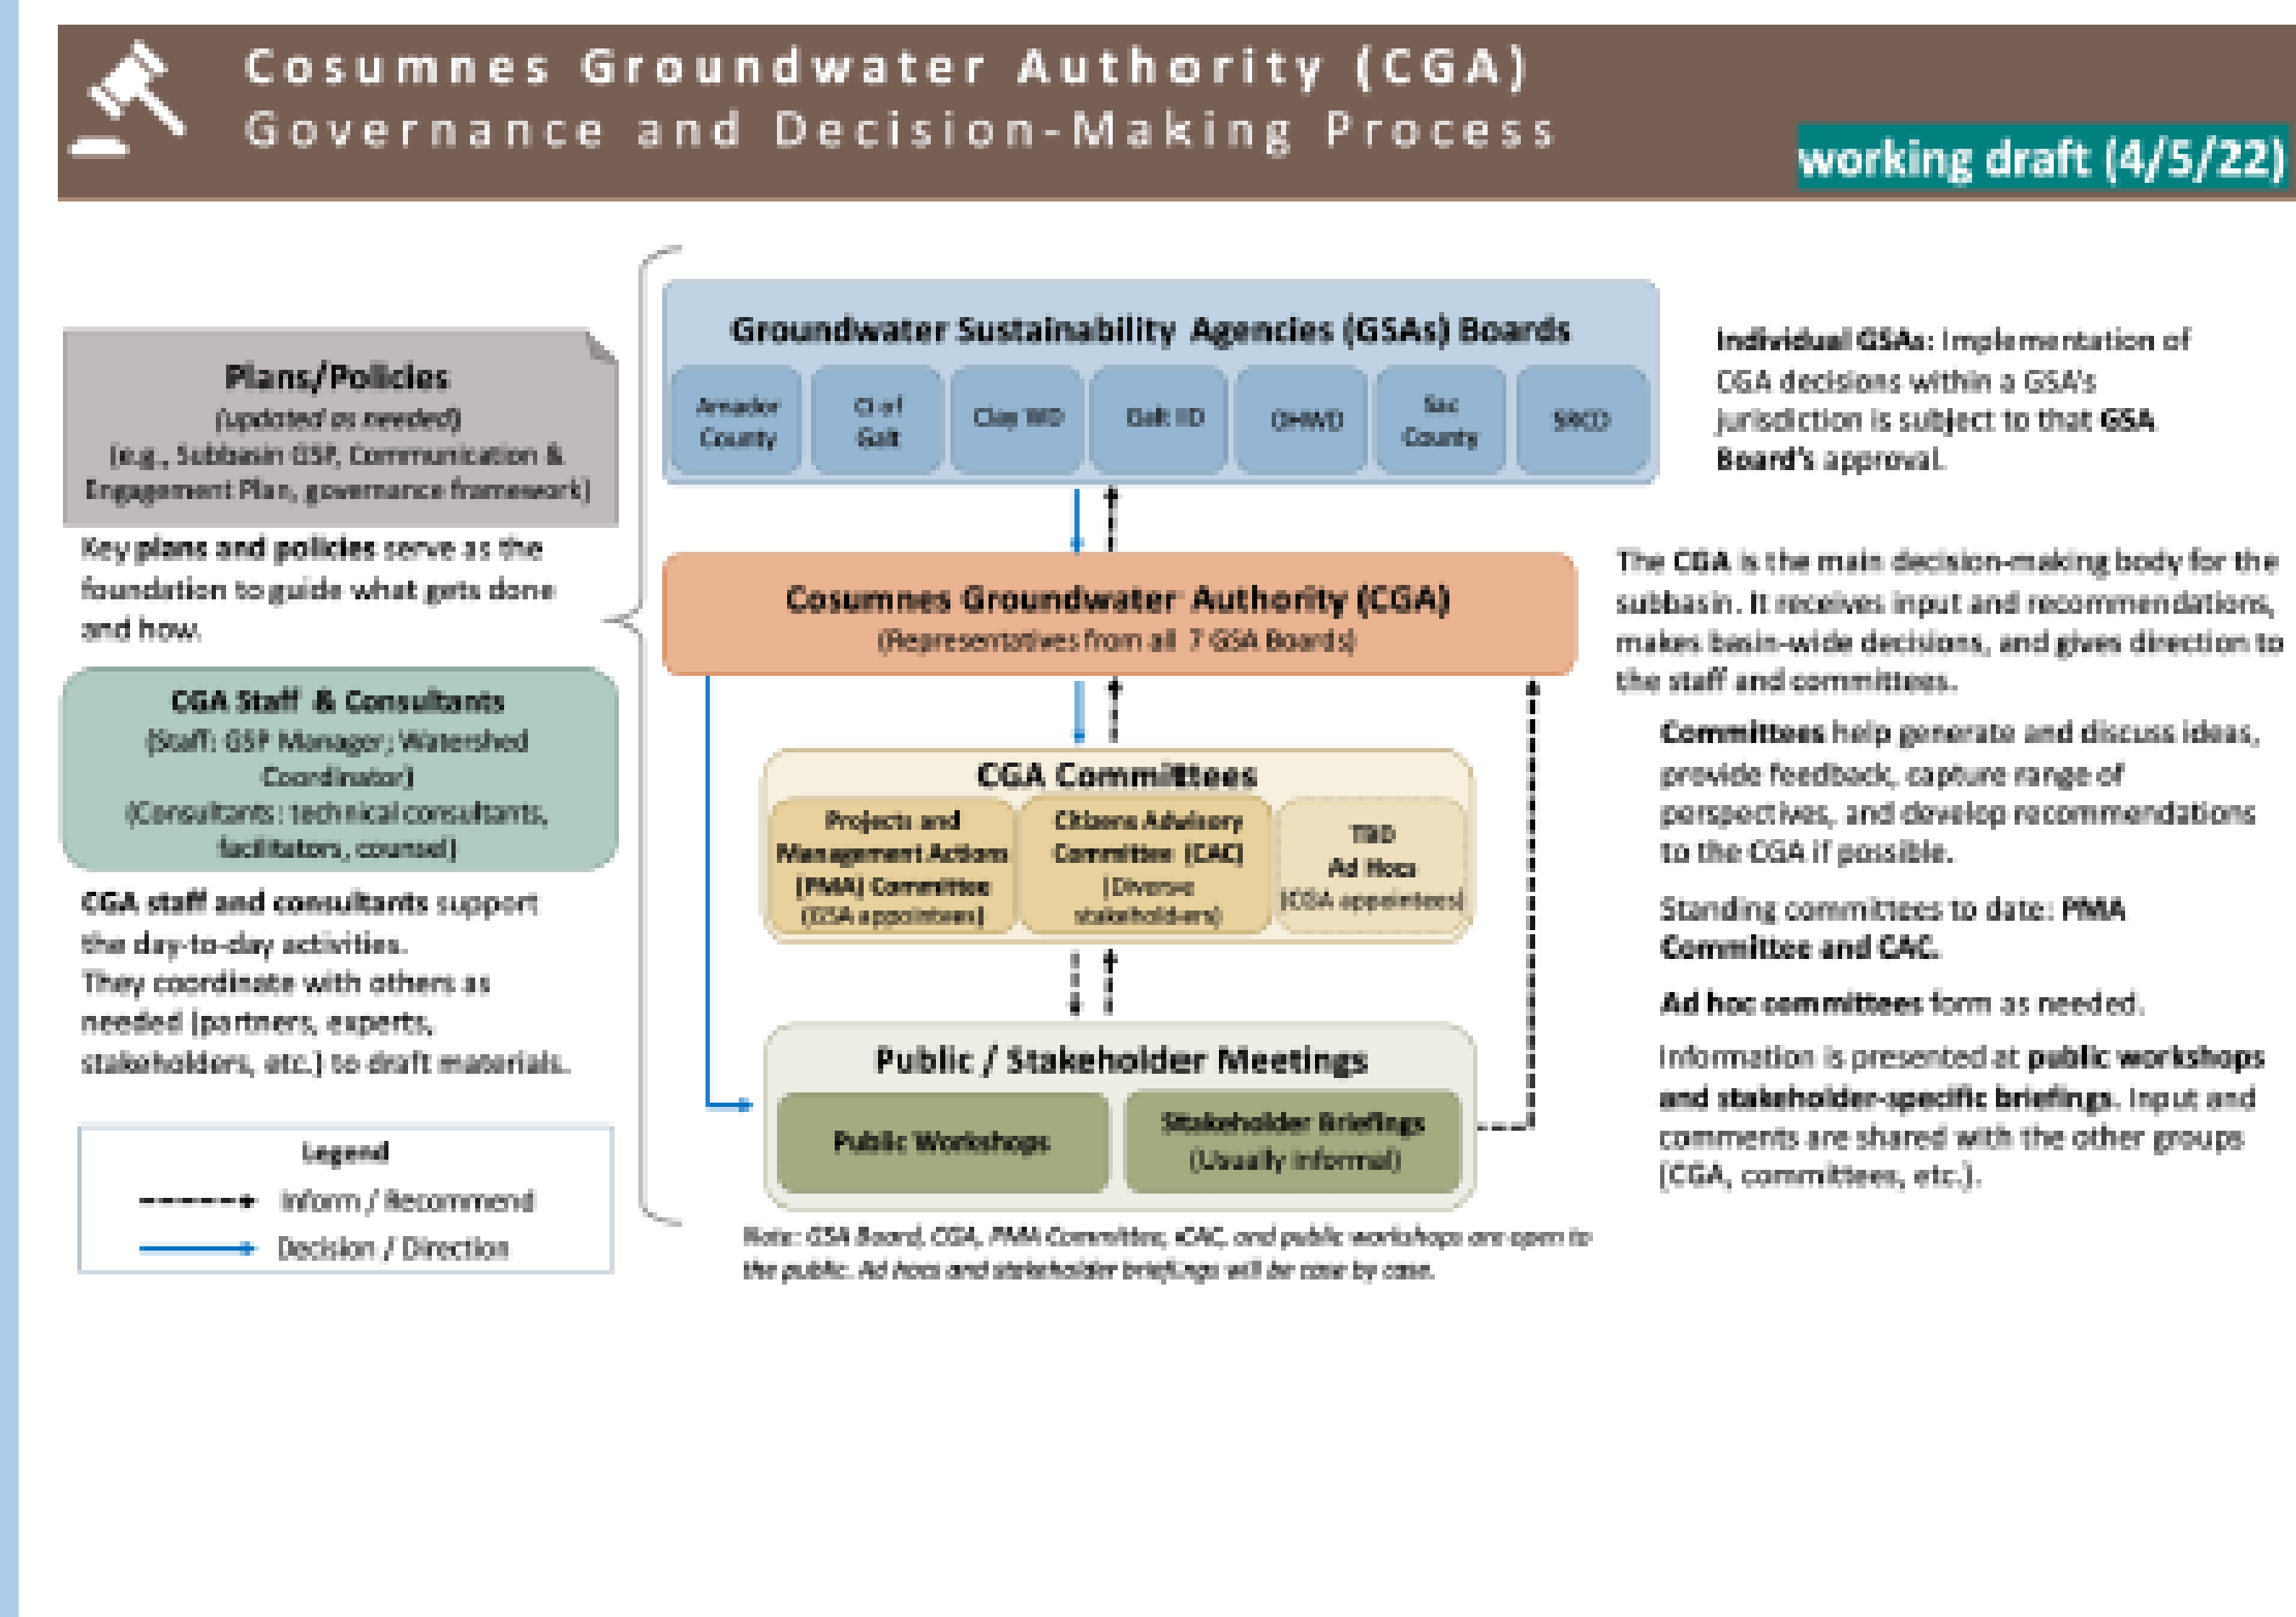 Cosumnes Groundwater Authority (CGA)
Governance and Decision-Making Process
working draft (4/5/22)
Plans/Policies
(updated as needed)
(e.g., Subbasin GSP, Communication &
Engagement Plan, governance framework)
Key plans and policies serve as the
foundation to guide what gets done
and how.
CGA Staff & Consultants
(Staff: GSP Manager; Watershed
Coordinator)
(Consultants: technical consultants,
facilitators, counsel)
CGA staff and consultants support
the day-to-day activities.
They coordinate with others as
needed (partners, experts,
stakeholders, etc.) to draft materials.
Legend
Inform / Recommend
Decision / Direction
Groundwater Sustainability Agencies (GSAs) Boards
Amador
County
Ci of
Galt
Clay WD
Galt ID
OHWD
Sac
County
SRCD
Cosumnes Groundwater Authority (CGA)
(Representatives from all 7 GSA Boards)
CGA Committees
Projects and
Management Actions
(PMA) Committee
(GSA appointees)
Citizens Advisory
Committee (CAC)
(Diverse
stakeholders)
TBD
Ad Hocs
(CGA appointees)
Public / Stakeholder Meetings
Public Workshops
Stakeholder Briefings
(Usually informal)
Note: GSA Board, CGA, PMA Committee, CAC, and public workshops are open to
the public. Ad hocs and stakeholder briefings will be case by case.
Individual GSAs: Implementation of
CGA decisions within a GSA's
jurisdiction is subject to that GSA
Board's approval.
The CGA is the main decision-making body for the
subbasin. It receives input and recommendations,
makes basin-wide decisions, and gives direction to
the staff and committees.
Committees help generate and discuss ideas,
provide feedback, capture range of
perspectives, and develop recommendations
to the CGA if possible.
Standing committees to date: PMA
Committee and CAC.
Ad hoc committees form as needed.
Information is presented at public workshops
and stakeholder-specific briefings. Input and
comments are shared with the other groups
(CGA, committees, etc.).